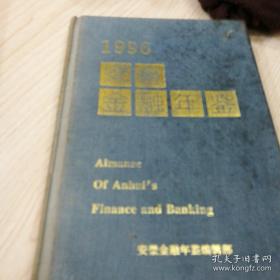 1996
安徽
金融年鉴
Almanac
Of Anhui's
Finance and Banking
安徽金融年鉴编辑部
孔夫子旧书网